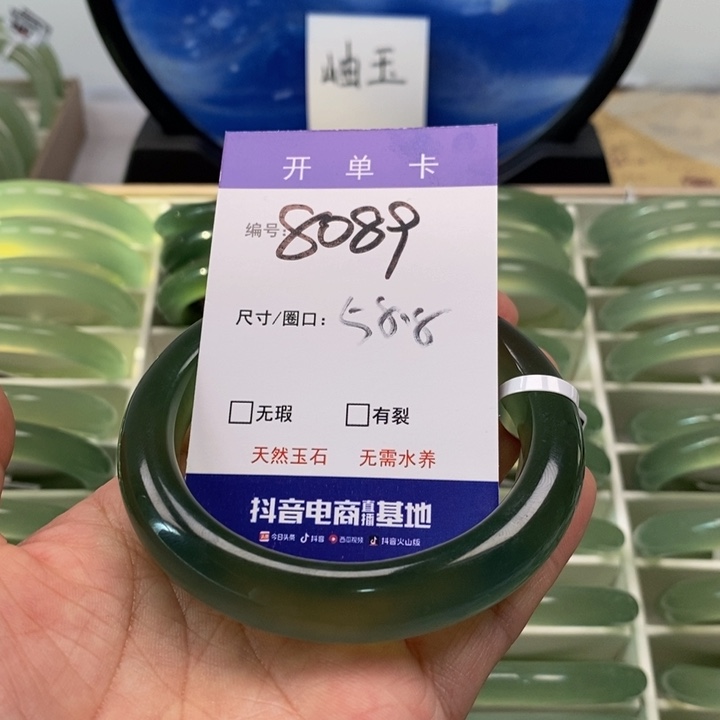 岫玉
开单卡
编号: 8089
尺寸/圈口: 58.8
□无瑕 □有裂
天然玉石 无需水养
抖音电商直播基地
今日头条 抖音 西瓜视频 抖音火山版